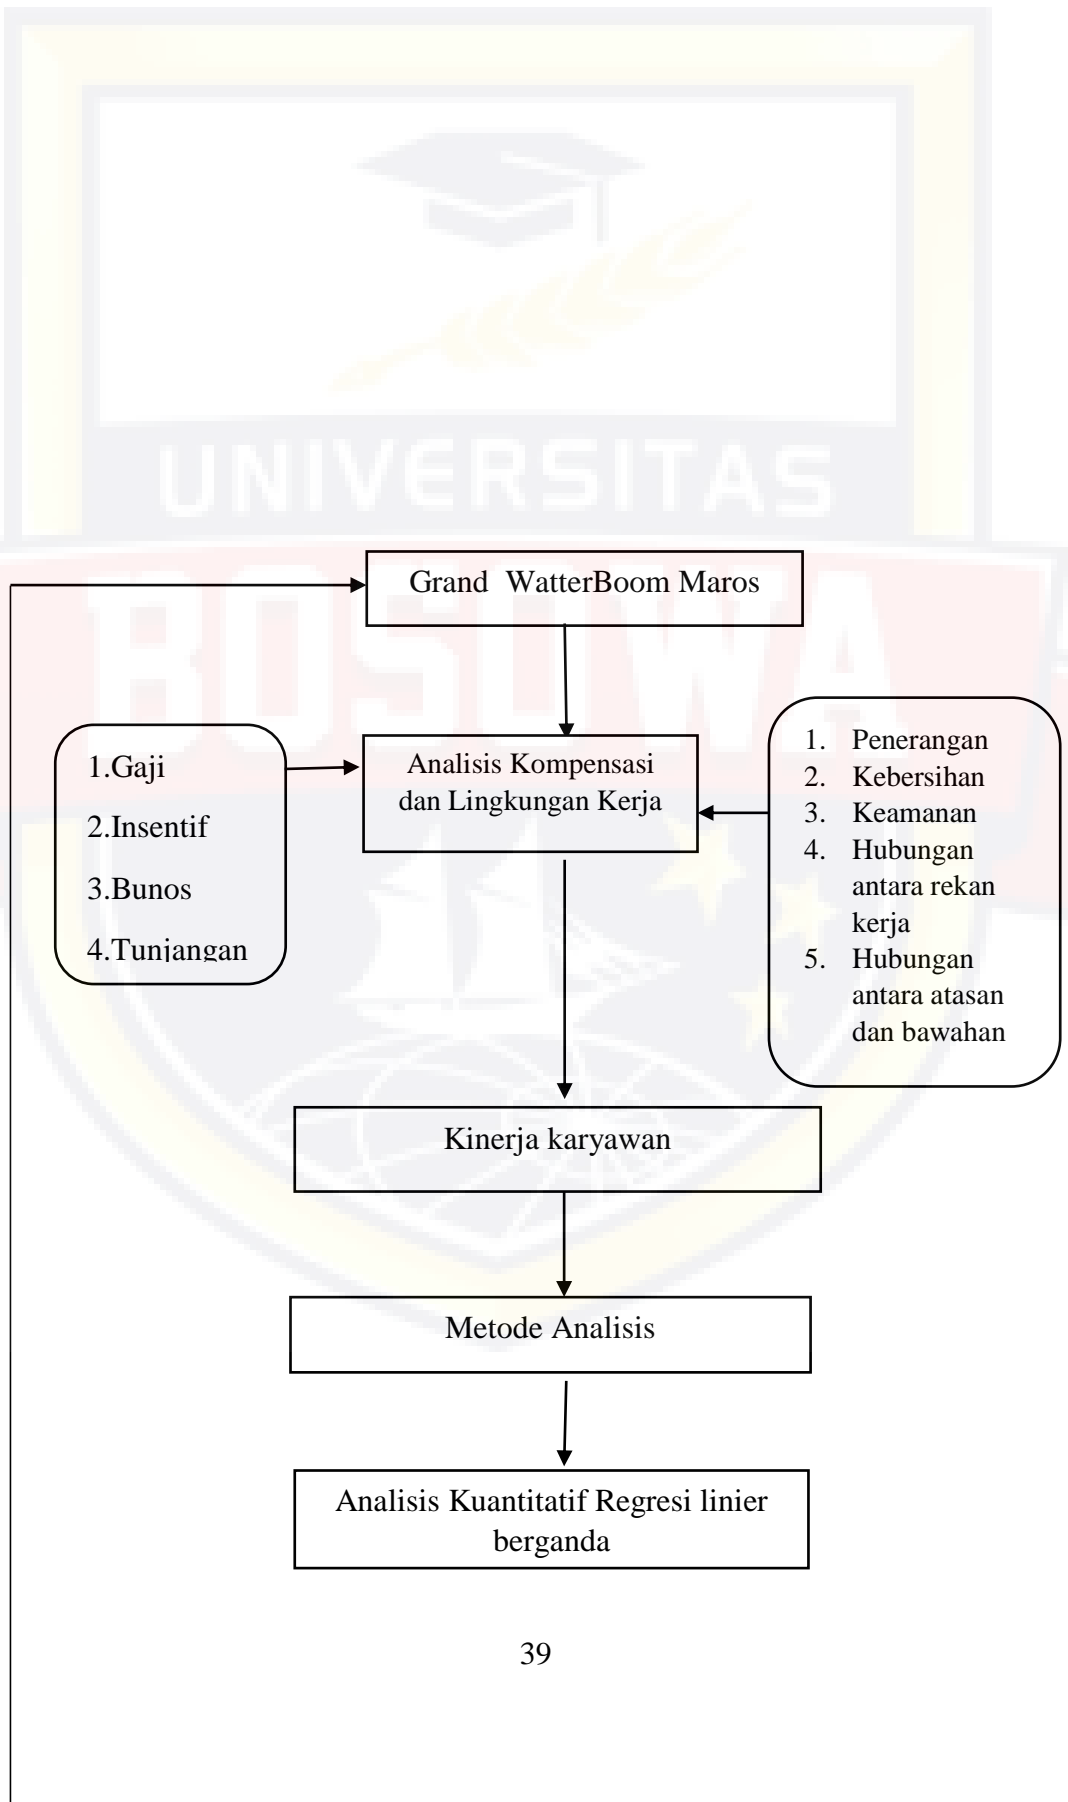 UNIVERSITAS
BOSOWA
Grand WatterBoom Maros
1.Gaji
2.Insentif
3.Bunos
4.Tunjangan
Analisis Kompensasi
dan Lingkungan Kerja
1. Penerangan
2. Kebersihan
3. Keamanan
4. Hubungan
antara rekan
kerja
5. Hubungan
antara atasan
dan bawahan
Kinerja karyawan
Metode Analisis
Analisis Kuantitatif Regresi linier
berganda
39